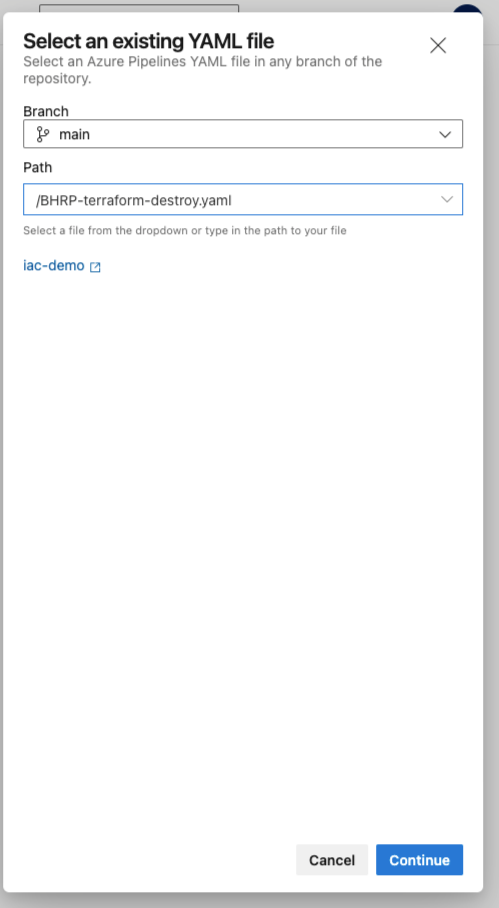 Select an existing YAML file
Select an Azure Pipelines YAML file in any branch of the
repository.
Branch
main
Path
/BHRP-terraform-destroy.yaml
Select a file from the dropdown or type in the path to your file
iac-demo
Cancel
Continue